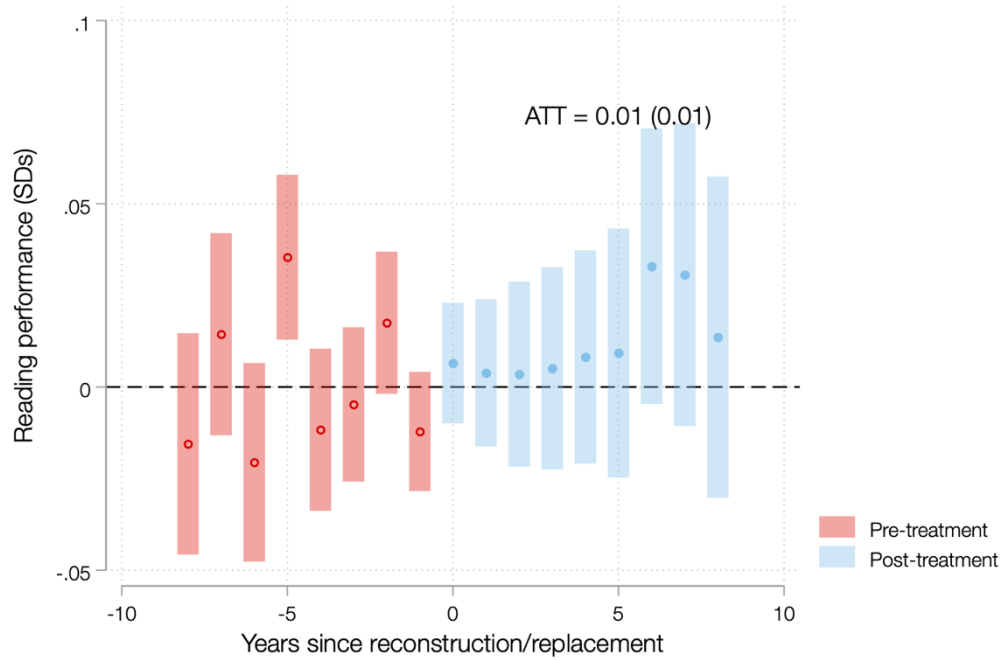 .1
ATT = 0.01 (0.01)
.05
Reading performance (SDs)
0
-.05
-10
-5
0
5
10
Years since reconstruction/replacement
Pre-treatment
Post-treatment